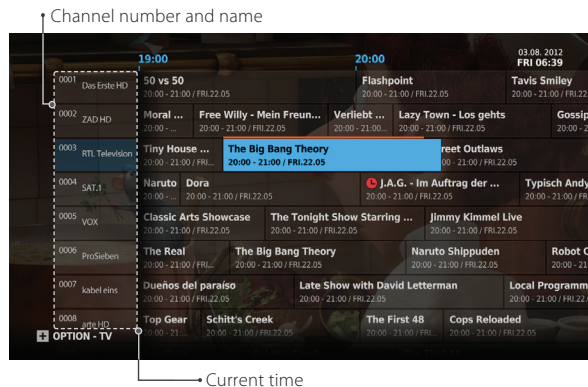 Channel number and name
03.08. 2012
19:00 20:00 FRI 06:39
0001 Das Erste HD 50 vs 50 Flashpoint Tavis Smiley
20:00 - 21:00 / FRI.22.05 20:00 - 21:00 / FRI.22.05 20:00 - 21:00 / FRI.22
0002 ZAD HD Moral ... Free Willy - Mein Freun... Verliebt ... Lazy Town - Los gehts Gossip
20:00 - ... 20:00 - 21:00 / FRI.22.05 20:00 - 21:00... 20:00 - 21:00 / FRI.22.05 20:00 - 2
0003 RTL Television Tiny House ... The Big Bang Theory reet Outlaws
20:00 - 21:00 / FRI... 20:00 - 21:00 / FRI.22.05 00 - 21:00 / FRI.22.05
0004 SAT.1 Naruto Dora J.A.G. - Im Auftrag der ... Typisch Andy
20:00 - ... 20:00 - 21:00 / FRI.22.05 20:00 - 21:00 / FRI.22.05 20:00 - 21:00 / FR
0005 VOX Classic Arts Showcase The Tonight Show Starring ... Jimmy Kimmel Live
20:00 - 21:00 / FRI.22.05 20:00 - 21:00 / FRI.22.05 20:00 - 21:00 / FRI.22.05
0006 ProSieben The Real The Big Bang Theory Naruto Shippuden Robot C
20:00 - 21:00 / FRI... 20:00 - 21:00 / FRI.22.05 20:00 - 21:00 / FRI.22.05 20:00 - 21
0007 kabel eins Dueños del paraíso Late Show with David Letterman Local Programm
20:00 - 21:00 / FRI.22.05 20:00 - 21:00 / FRI.22.05 20:00 - 21:00 / FRI.22
0008 arte HD Top Gear Schitt's Creek The First 48 Cops Reloaded
20:00 - 21:... 20:00 - 21:00 / FRI.22.05 20:00 - 21:00 / FRI... 20:00 - 21:00 / FRI.22.05
OPTION - TV
Current time